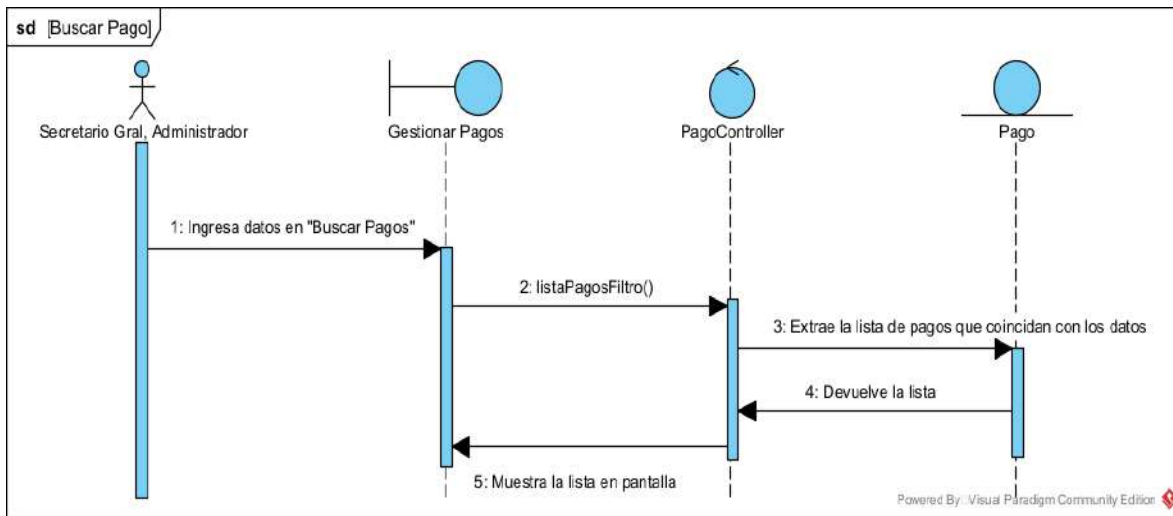 sd [Buscar Pago]
Secretario Gral, Administrador
Gestionar Pagos
PagoController
Pago
1: Ingresa datos en "Buscar Pagos"
2: listaPagosFiltro()
3: Extrae la lista de pagos que coincidan con los datos
4: Devuelve la lista
5: Muestra la lista en pantalla
Powered By Visual Paradigm Community Edition